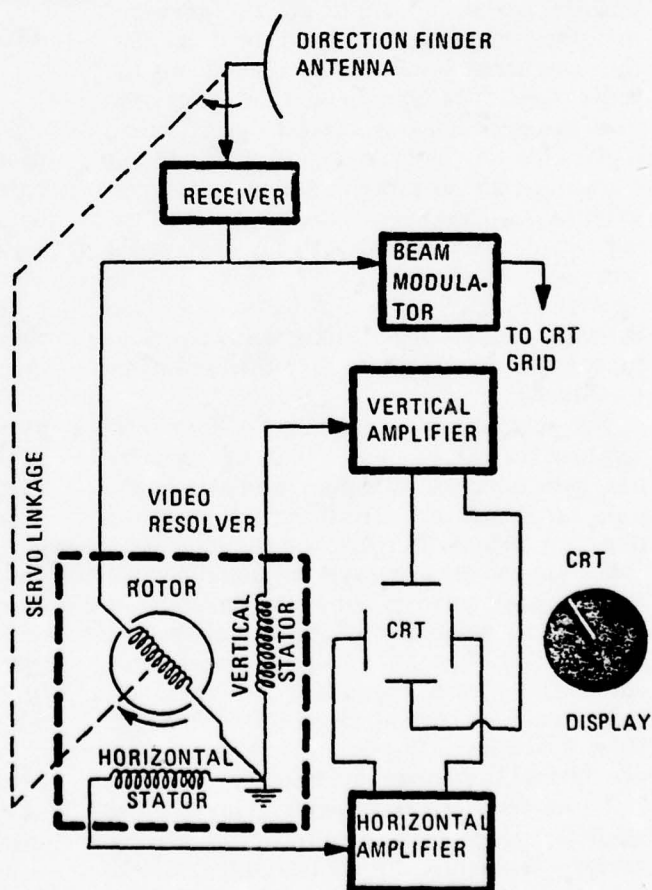 DIRECTION FINDER
ANTENNA
RECEIVER
BEAM
MODULA-
TOR
TO CRT
GRID
VERTICAL
AMPLIFIER
SERVO LINKAGE
VIDEO
RESOLVER
ROTOR
VERTICAL
STATOR
CRT
CRT
DISPLAY
HORIZONTAL
STATOR
HORIZONTAL
AMPLIFIER